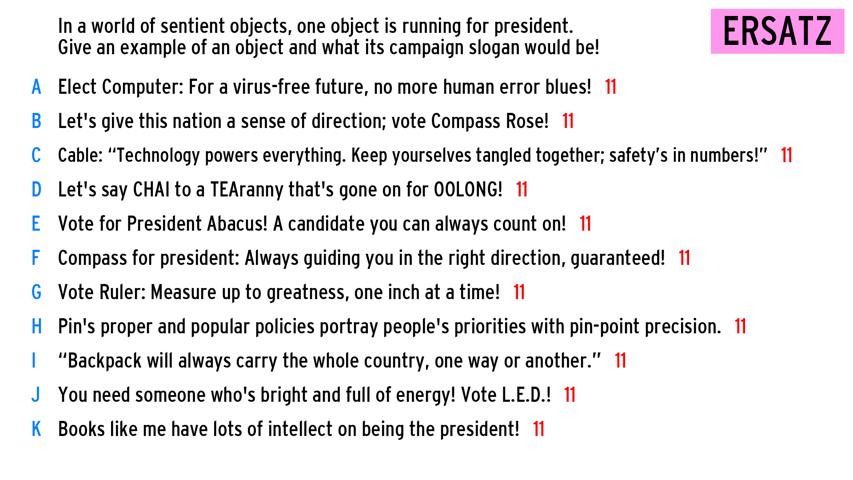 In a world of sentient objects, one object is running for president.
Give an example of an object and what its campaign slogan would be!
ERSATZ
A Elect Computer: For a virus-free future, no more human error blues! 11
B Let's give this nation a sense of direction; vote Compass Rose! 11
C Cable: “Technology powers everything. Keep yourselves tangled together; safety’s in numbers!” 11
D Let's say CHAI to a TEAranny that's gone on for OOLONG! 11
E Vote for President Abacus! A candidate you can always count on! 11
F Compass for president: Always guiding you in the right direction, guaranteed! 11
G Vote Ruler: Measure up to greatness, one inch at a time! 11
H Pin's proper and popular policies portray people's priorities with pin-point precision. 11
I “Backpack will always carry the whole country, one way or another.” 11
J You need someone who's bright and full of energy! Vote L.E.D.! 11
K Books like me have lots of intellect on being the president! 11